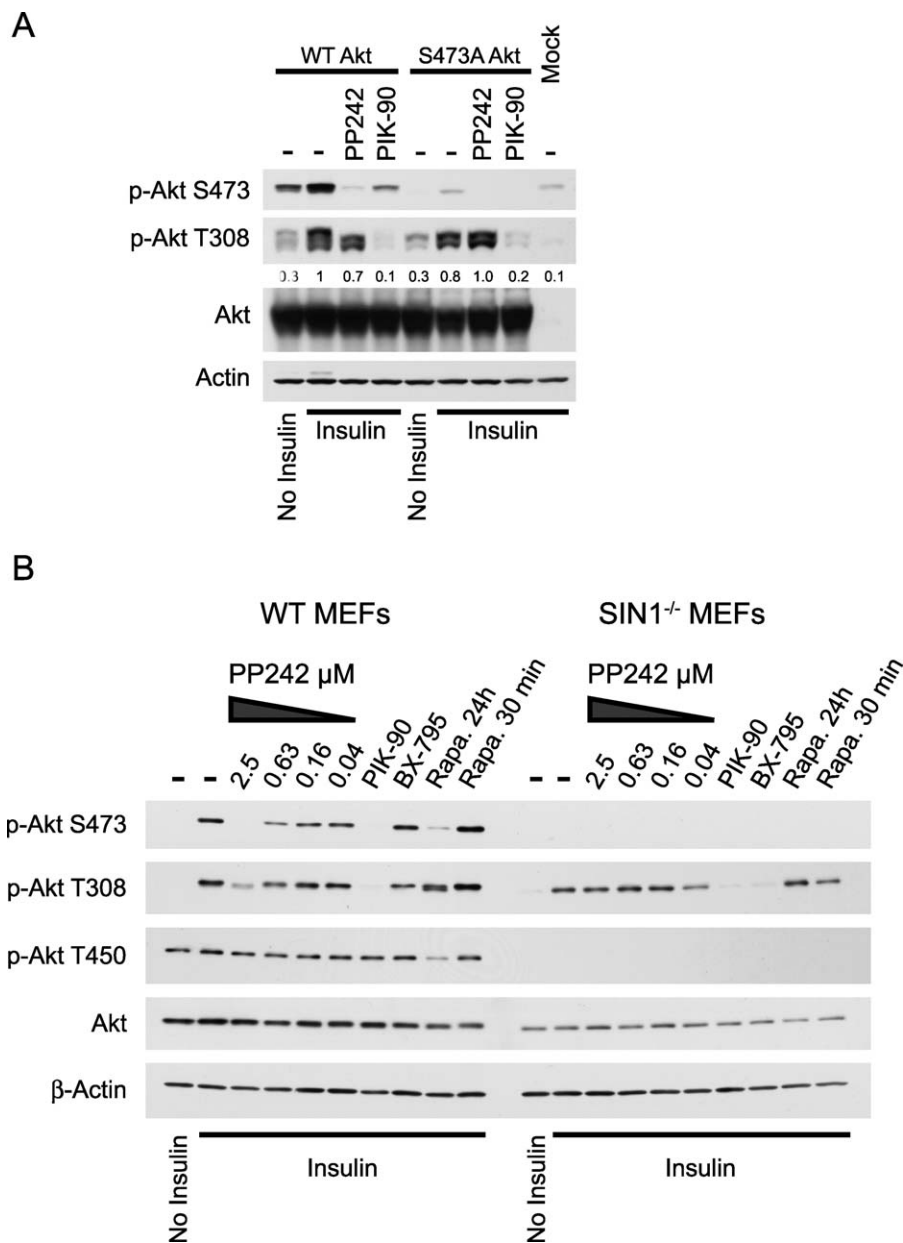 A
WT Akt
S473A Akt
Mock
- - PP242 PIK-90 - - PP242 PIK-90 -
p-Akt S473
p-Akt T308
0.3 1 0.7 0.1 0.3 0.8 1.0 0.2 0.1
Akt
Actin
No Insulin
Insulin
No Insulin
Insulin
B
WT MEFs
SIN1-/- MEFs
PP242 μM
PP242 μM
- - 2.5 0.63 0.16 0.04 PIK-90 BX-795 Rapa. 24h Rapa. 30 min
- - 2.5 0.63 0.16 0.04 PIK-90 BX-795 Rapa. 24h Rapa. 30 min
p-Akt S473
p-Akt T308
p-Akt T450
Akt
β-Actin
No Insulin
Insulin
No Insulin
Insulin